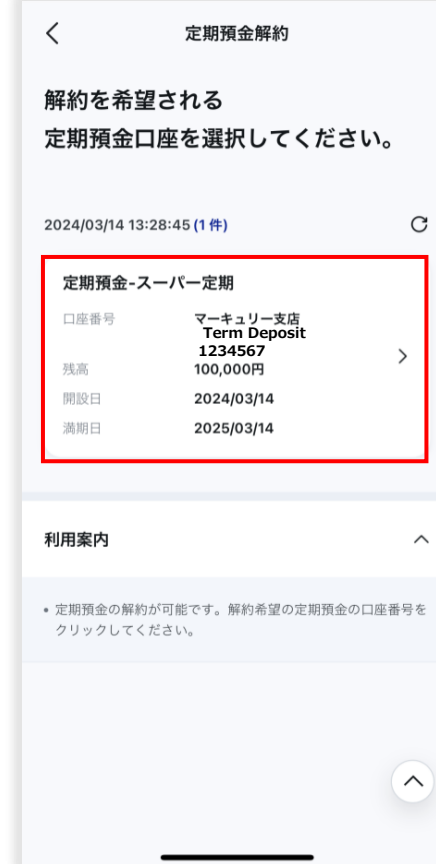 定期預金解約
解約を希望される
定期預金口座を選択してください。
2024/03/14 13:28:45 (1 件)
定期預金-スーパー定期
口座番号 マーキュリー支店
Term Deposit
1234567
残高 100,000円
開設日 2024/03/14
満期日 2025/03/14
利用案内
• 定期預金の解約が可能です。解約希望の定期預金の口座番号を
クリックしてください。